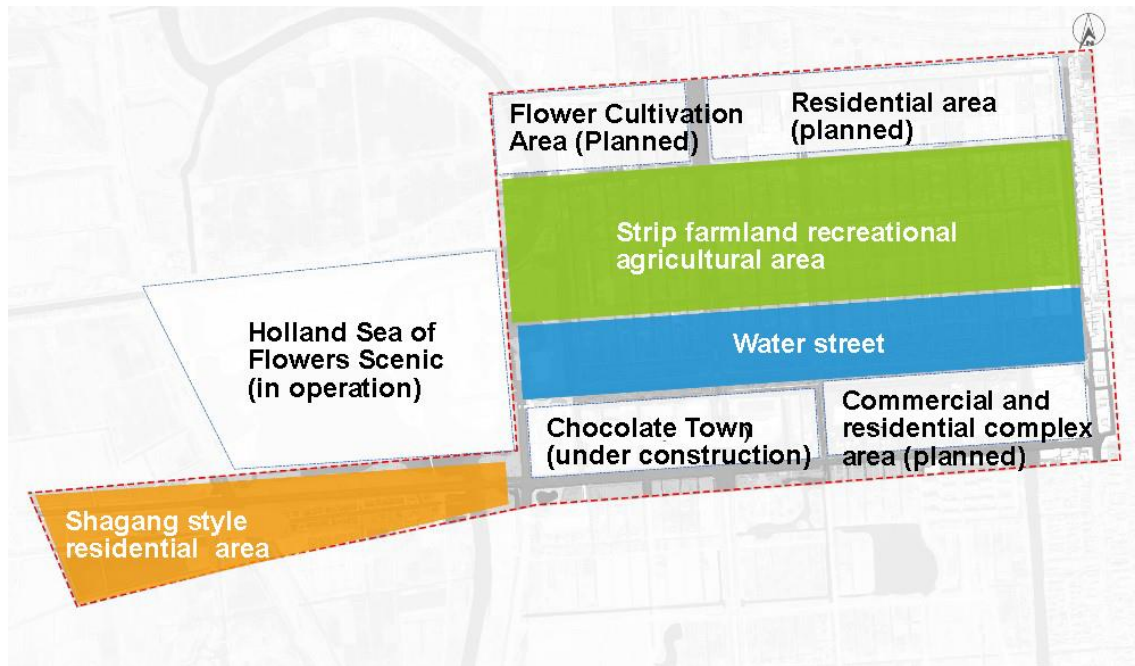 Flower Cultivation
Area (Planned)
Residential area
(planned)
Strip farmland recreational
agricultural area
Holland Sea of
Flowers Scenic
(in operation)
Water street
Chocolate Town
(under construction)
Commercial and
residential complex
area (planned)
Shagang style
residential area